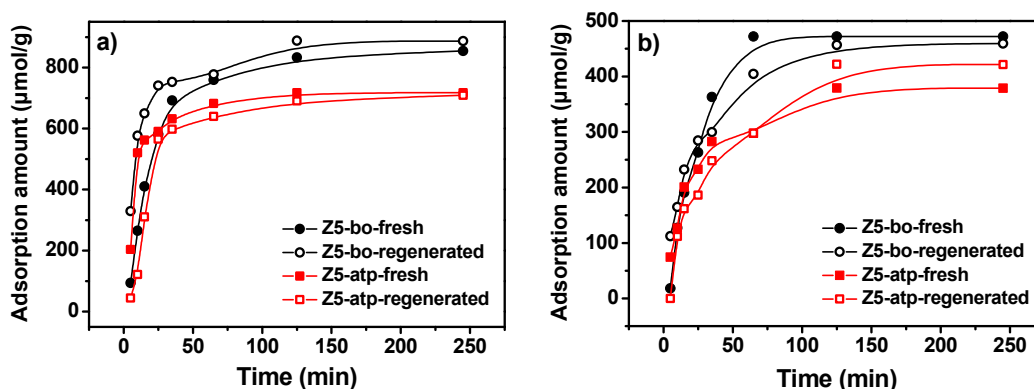 a)
Adsorption amount (μmol/g)
800
600
400
200
0
Z5-bo-fresh
Z5-bo-regenerated
Z5-atp-fresh
Z5-atp-regenerated
0 50 100 150 200 250
Time (min)
b)
Adsorption amount (μmol/g)
500
400
300
200
100
0
Z5-bo-fresh
Z5-bo-regenerated
Z5-atp-fresh
Z5-atp-regenerated
0 50 100 150 200 250
Time (min)